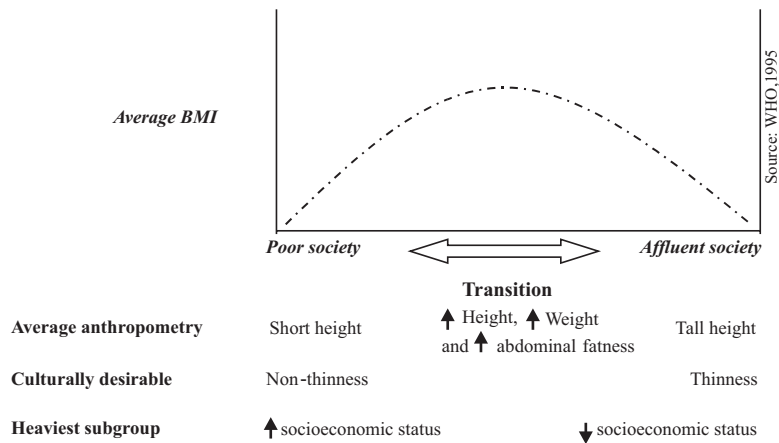 Average BMI
Source: WHO,1995
Poor society
Affluent society
Transition
Average anthropometry
Short height
↑ Height, ↑ Weight
and ↑ abdominal fatness
Tall height
Culturally desirable
Non-thinness
Thinness
Heaviest subgroup
↑ socioeconomic status
↓ socioeconomic status